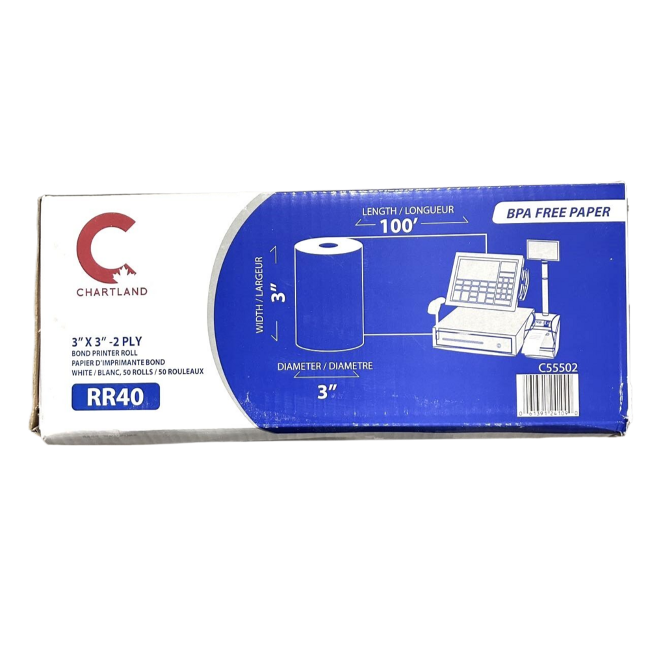 CHARTLAND
3" X 3" -2 PLY
BOND PRINTER ROLL
PAPIER D'IMPRIMANTE BOND
WHITE / BLANC, 50 ROLLS / 50 ROULEAUX
RR40
BPA FREE PAPER
LENGTH / LONGUEUR
100'
WIDTH / LARGEUR
3"
DIAMETER / DIAMETRE
3"
C55502